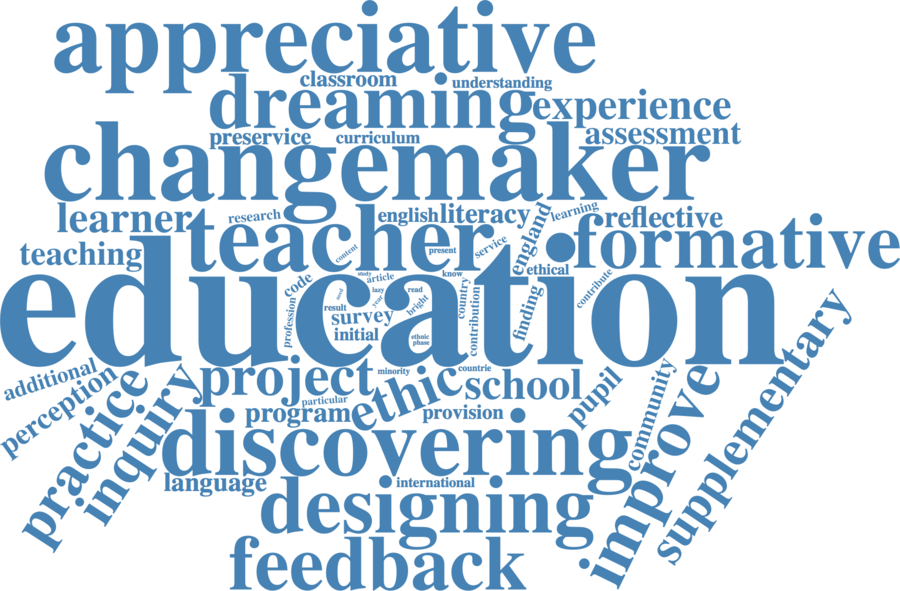 appreciative
classroom
understanding
dreaming
experience
preservice
curriculum
assessment
changemaker
learner
research
english
literacy
england
learning
reflective
teaching
teacher
content
present
service
ethical
formative
education
code
study
article
know
country
contribution
contribute
profession
need
lazy
year
read
bright
result
survey
initial
ethnic
phase
finding
supplementary
additional
perception
practice
inquiry
project
minority
countrie
particular
program
ethic
school
provision
pupil
community
improve
discovering
language
international
designing
feedback